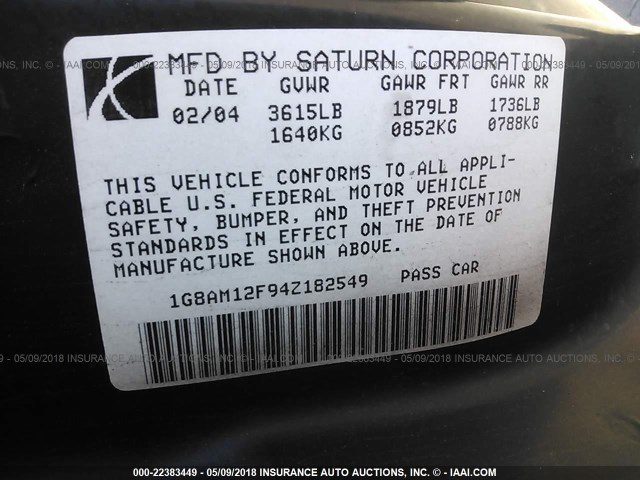 MFD BY SATURN CORPORATION
DATE GVWR GAWR FRT GAWR RR
02/04 3615LB 1879LB 1736LB
1640KG 0852KG 0788KG
THIS VEHICLE CONFORMS TO ALL APPLI-
CABLE U.S. FEDERAL MOTOR VEHICLE
SAFETY, BUMPER, AND THEFT PREVENTION
STANDARDS IN EFFECT ON THE DATE OF
MANUFACTURE SHOWN ABOVE.
1G8AM12F94Z182549 PASS CAR
000-22383449 - 05/09/2018 INSURANCE AUTO AUCTIONS, INC. - © IAAI.COM